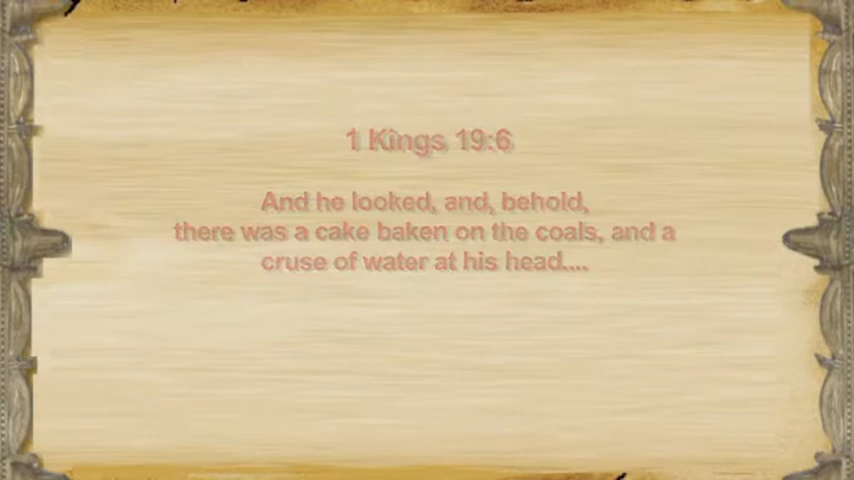 1 Kings 19:6
And he looked, and, behold,
there was a cake baken on the coals, and a
cruse of water at his head....